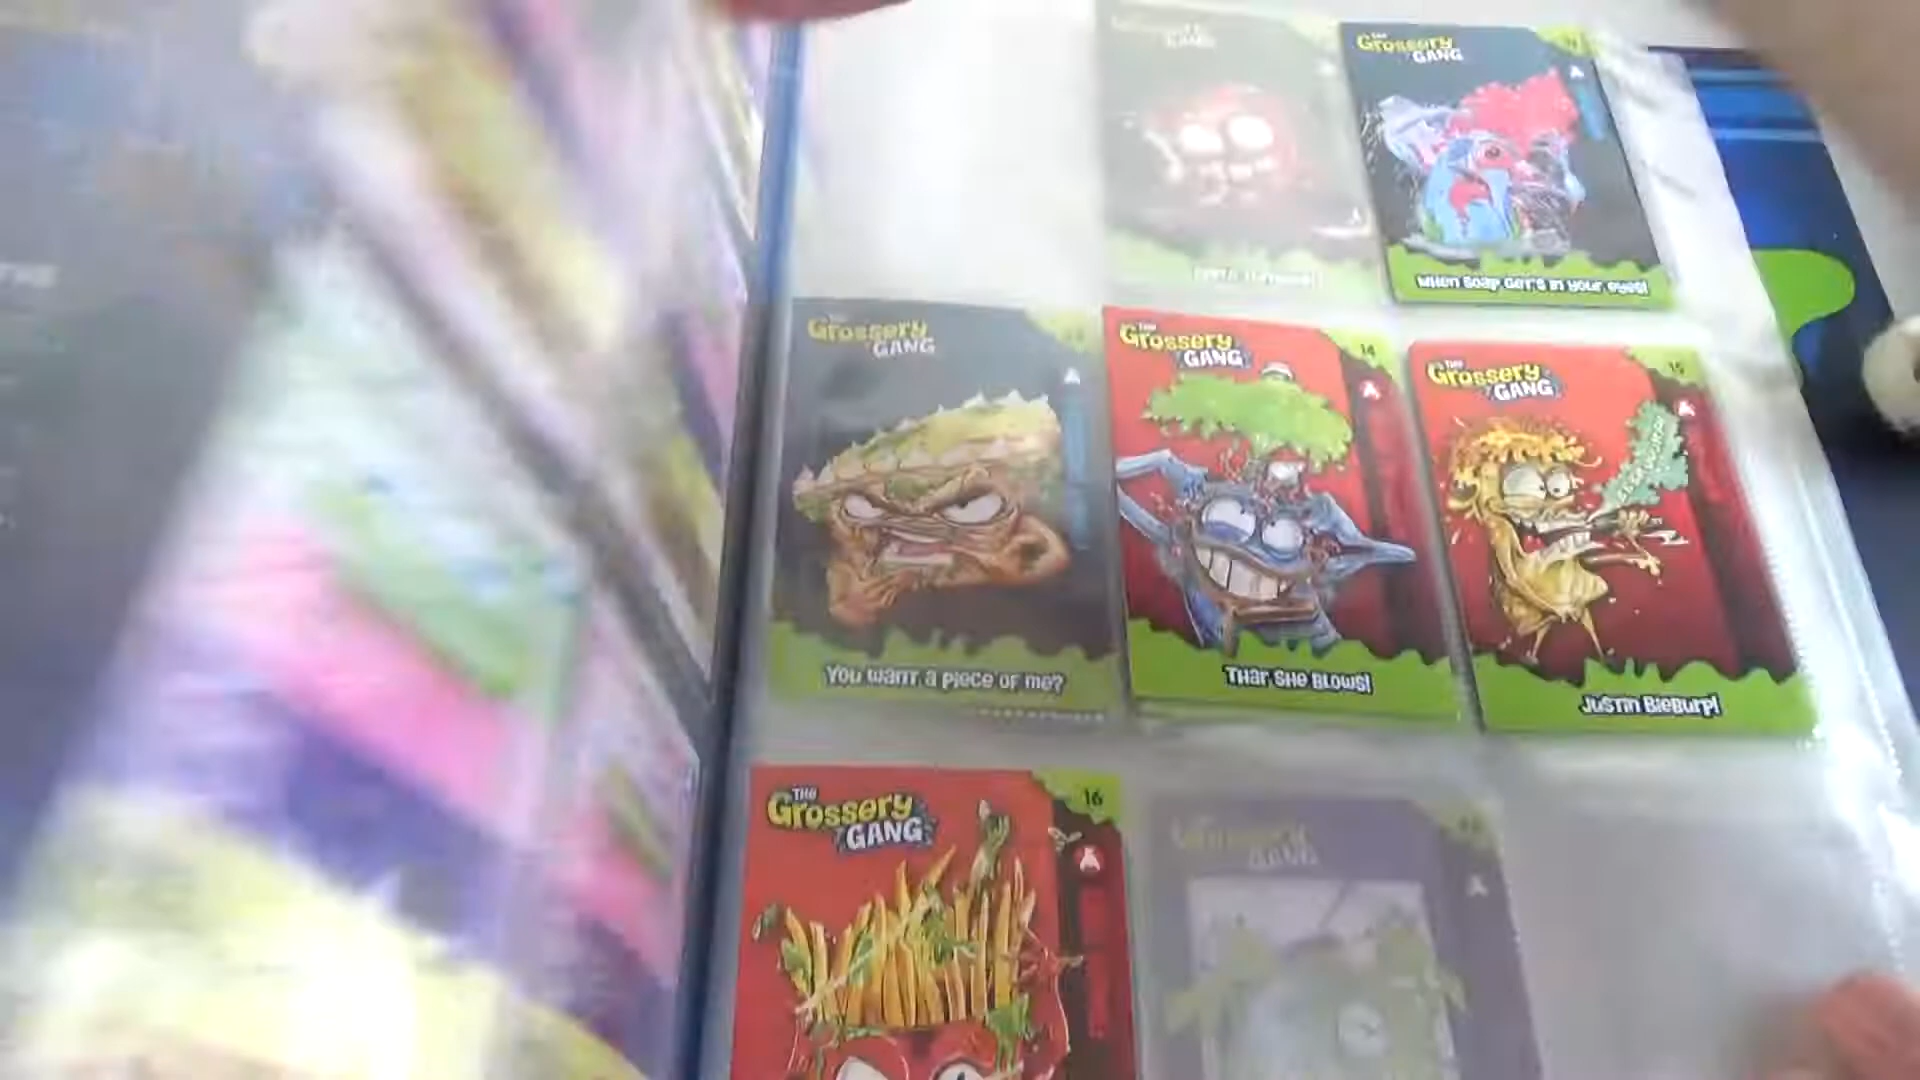 THE
Grossery
GANG
When soap get's in your eyes!
Grossery
GANG
You want a piece of me?
THE
Grossery
GANG
14
A
Thar she blows!
THE
Grossery
GANG
15
A
Justin Bieburp!
THE
Grossery
GANG
16
GANG